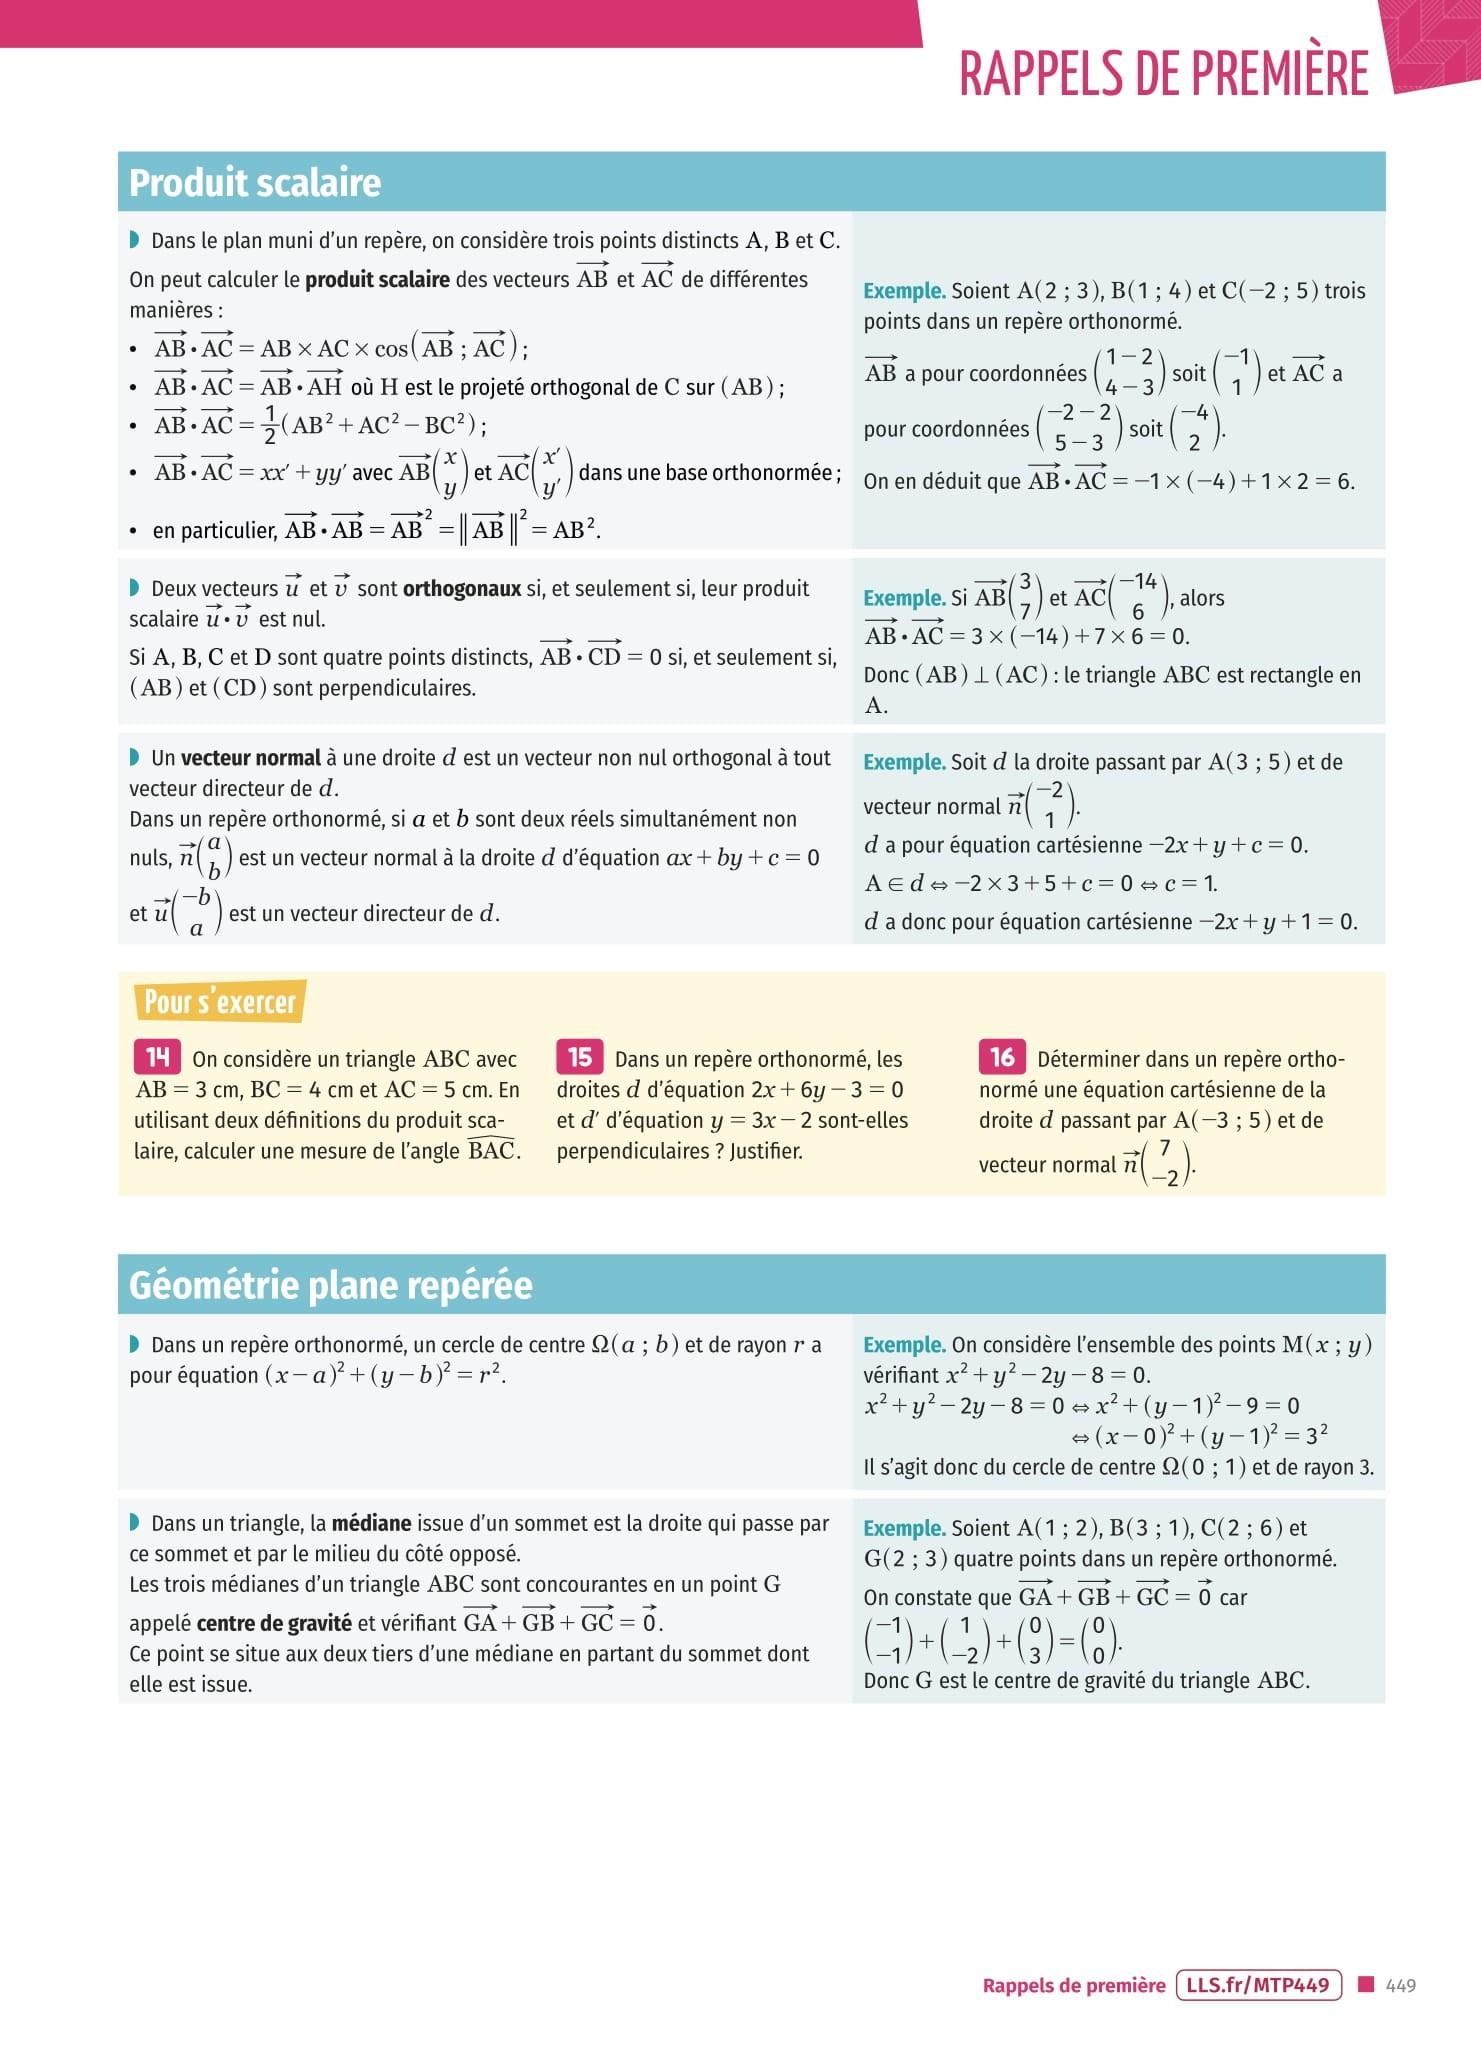 RAPPELS DE PREMIÈRE
Produit scalaire
◗ Dans le plan muni d’un repère, on considère trois points distincts A, B et C.
On peut calculer le produit scalaire des vecteurs $\overrightarrow{AB}$ et $\overrightarrow{AC}$ de différentes
manières :
• $\overrightarrow{AB} \cdot \overrightarrow{AC} = AB \times AC \times \cos(\overrightarrow{AB} ; \overrightarrow{AC})$ ;
• $\overrightarrow{AB} \cdot \overrightarrow{AC} = \overrightarrow{AB} \cdot \overrightarrow{AH}$ où H est le projeté orthogonal de C sur (AB) ;
• $\overrightarrow{AB} \cdot \overrightarrow{AC} = \frac{1}{2}(AB^2 + AC^2 - BC^2)$ ;
• $\overrightarrow{AB} \cdot \overrightarrow{AC} = xx' + yy'$ avec $\overrightarrow{AB}\begin{pmatrix} x \\ y \end{pmatrix}$ et $\overrightarrow{AC}\begin{pmatrix} x' \\ y' \end{pmatrix}$ dans une base orthonormée ;
• en particulier, $\overrightarrow{AB} \cdot \overrightarrow{AB} = \overrightarrow{AB}^2 = \|\overrightarrow{AB}\|^2 = AB^2$.
Exemple. Soient A(2 ; 3), B(1 ; 4) et C(−2 ; 5) trois
points dans un repère orthonormé.
$\overrightarrow{AB}$ a pour coordonnées $\begin{pmatrix} 1-2 \\ 4-3 \end{pmatrix}$ soit $\begin{pmatrix} -1 \\ 1 \end{pmatrix}$ et $\overrightarrow{AC}$ a
pour coordonnées $\begin{pmatrix} -2-2 \\ 5-3 \end{pmatrix}$ soit $\begin{pmatrix} -4 \\ 2 \end{pmatrix}$.
On en déduit que $\overrightarrow{AB} \cdot \overrightarrow{AC} = -1 \times (-4) + 1 \times 2 = 6$.
◗ Deux vecteurs $\vec{u}$ et $\vec{v}$ sont orthogonaux si, et seulement si, leur produit
scalaire $\vec{u} \cdot \vec{v}$ est nul.
Si A, B, C et D sont quatre points distincts, $\overrightarrow{AB} \cdot \overrightarrow{CD} = 0$ si, et seulement si,
(AB) et (CD) sont perpendiculaires.
Exemple. Si $\overrightarrow{AB}\begin{pmatrix} 3 \\ 7 \end{pmatrix}$ et $\overrightarrow{AC}\begin{pmatrix} -14 \\ 6 \end{pmatrix}$, alors
$\overrightarrow{AB} \cdot \overrightarrow{AC} = 3 \times (-14) + 7 \times 6 = 0$.
Donc (AB) ⊥ (AC) : le triangle ABC est rectangle en
A.
◗ Un vecteur normal à une droite d est un vecteur non nul orthogonal à tout
vecteur directeur de d.
Dans un repère orthonormé, si a et b sont deux réels simultanément non
nuls, $\vec{n}\begin{pmatrix} a \\ b \end{pmatrix}$ est un vecteur normal à la droite d d’équation $ax + by + c = 0$
et $\vec{u}\begin{pmatrix} -b \\ a \end{pmatrix}$ est un vecteur directeur de d.
Exemple. Soit d la droite passant par A(3 ; 5) et de
vecteur normal $\vec{n}\begin{pmatrix} -2 \\ 1 \end{pmatrix}$.
d a pour équation cartésienne $-2x + y + c = 0$.
$A \in d \Leftrightarrow -2 \times 3 + 5 + c = 0 \Leftrightarrow c = 1$.
d a donc pour équation cartésienne $-2x + y + 1 = 0$.
Pour s’exercer
14 On considère un triangle ABC avec
AB = 3 cm, BC = 4 cm et AC = 5 cm. En
utilisant deux définitions du produit sca-
laire, calculer une mesure de l’angle $\widehat{BAC}$.
15 Dans un repère orthonormé, les
droites d d’équation $2x + 6y - 3 = 0$
et d′ d’équation $y = 3x - 2$ sont-elles
perpendiculaires ? Justifier.
16 Déterminer dans un repère ortho-
normé une équation cartésienne de la
droite d passant par A(−3 ; 5) et de
vecteur normal $\vec{n}\begin{pmatrix} 7 \\ -2 \end{pmatrix}$.
Géométrie plane repérée
◗ Dans un repère orthonormé, un cercle de centre Ω(a ; b) et de rayon r a
pour équation $(x - a)^2 + (y - b)^2 = r^2$.
Exemple. On considère l’ensemble des points M(x ; y)
vérifiant $x^2 + y^2 - 2y - 8 = 0$.
$x^2 + y^2 - 2y - 8 = 0 \Leftrightarrow x^2 + (y - 1)^2 - 9 = 0$
$\Leftrightarrow (x - 0)^2 + (y - 1)^2 = 3^2$
Il s’agit donc du cercle de centre Ω(0 ; 1) et de rayon 3.
◗ Dans un triangle, la médiane issue d’un sommet est la droite qui passe par
ce sommet et par le milieu du côté opposé.
Les trois médianes d’un triangle ABC sont concourantes en un point G
appelé centre de gravité et vérifiant $\overrightarrow{GA} + \overrightarrow{GB} + \overrightarrow{GC} = \vec{0}$.
Ce point se situe aux deux tiers d’une médiane en partant du sommet dont
elle est issue.
Exemple. Soient A(1 ; 2), B(3 ; 1), C(2 ; 6) et
G(2 ; 3) quatre points dans un repère orthonormé.
On constate que $\overrightarrow{GA} + \overrightarrow{GB} + \overrightarrow{GC} = \vec{0}$ car
$\begin{pmatrix} -1 \\ -1 \end{pmatrix} + \begin{pmatrix} 1 \\ -2 \end{pmatrix} + \begin{pmatrix} 0 \\ 3 \end{pmatrix} = \begin{pmatrix} 0 \\ 0 \end{pmatrix}$.
Donc G est le centre de gravité du triangle ABC.
Rappels de première LLS.fr/MTP449 ■ 449